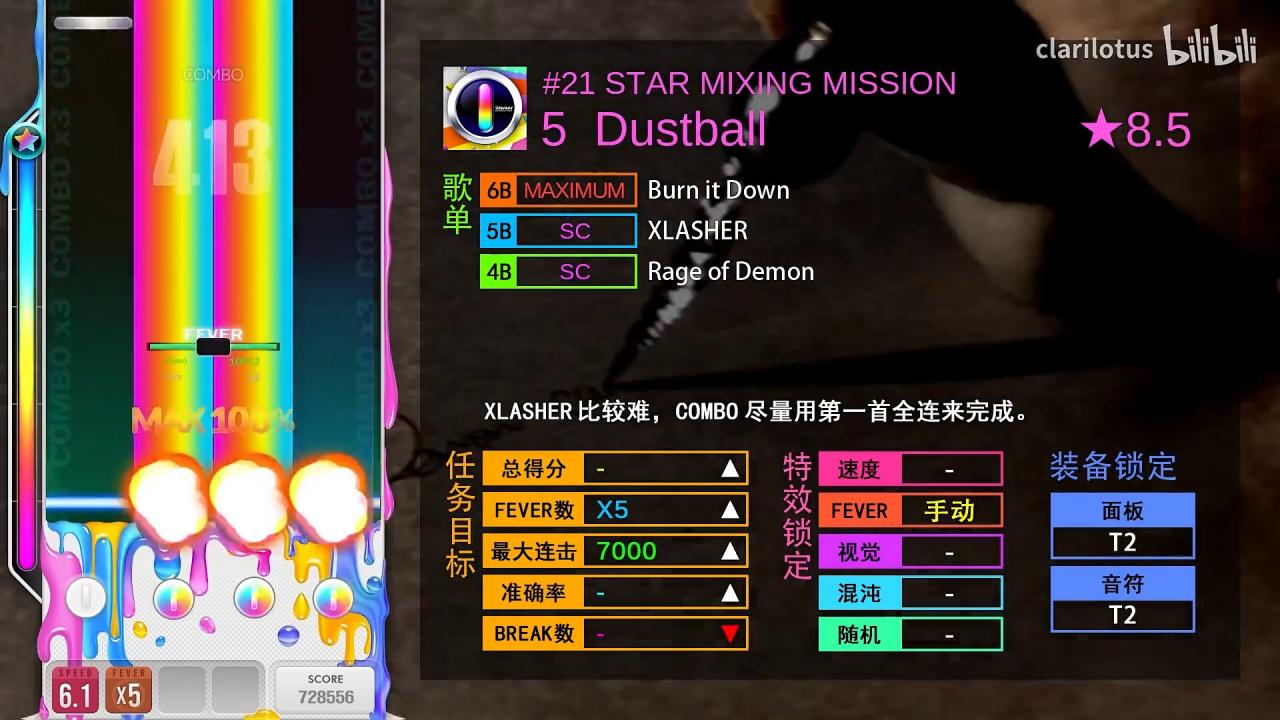 clarilotus bilibili
COMBO
413
FEVER
MAX 100%
COMBO x3
SPEED
6.1
FEVER
x5
SCORE
728556
#21 STAR MIXING MISSION
5 Dustball
★8.5
歌单
6B MAXIMUM Burn it Down
5B SC XLASHER
4B SC Rage of Demon
XLASHER 比较难，COMBO 尽量用第一首全连来完成。
任务目标
总得分 - ▲
FEVER数 X5 ▲
最大连击 7000 ▲
准确率 - ▲
BREAK数 - ▼
特效锁定
速度 -
FEVER 手动
视觉 -
混沌 -
随机 -
装备锁定
面板
T2
音符
T2